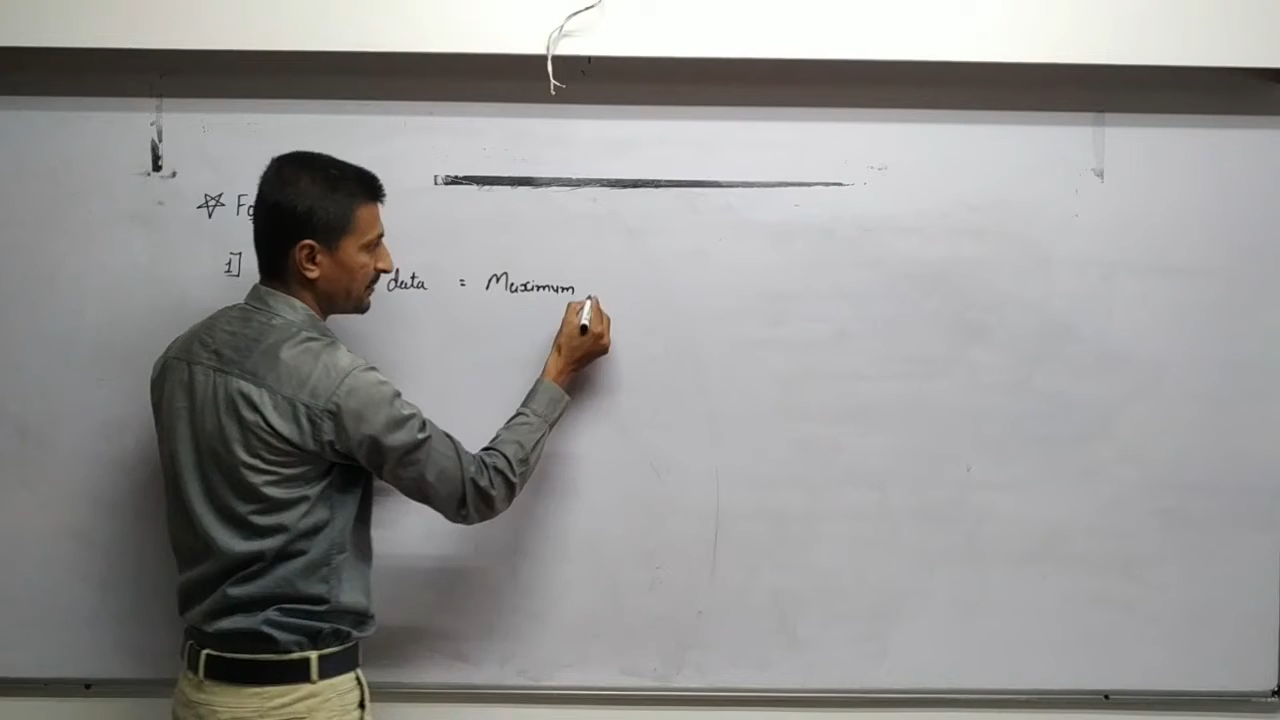 ☆ Fo
1] data = Maximum